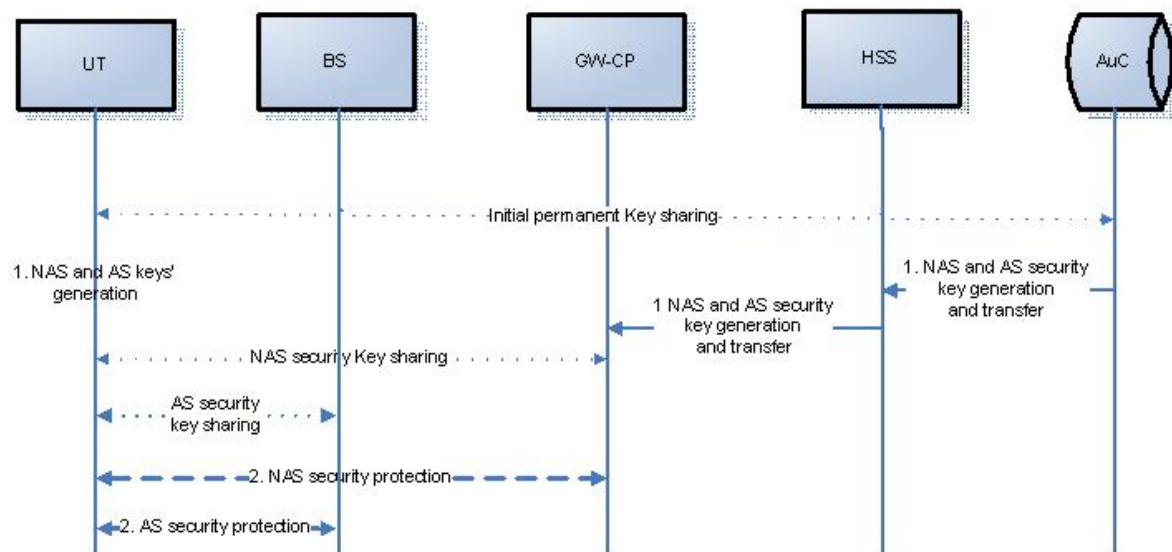 UT
BS
GW-CP
HSS
AuC
Initial permanent Key sharing
1. NAS and AS keys'
generation
1. NAS and AS security
key generation
and transfer
1 NAS and AS security
key generation
and transfer
NAS security Key sharing
AS security
key sharing
2. NAS security protection
2. AS security protection